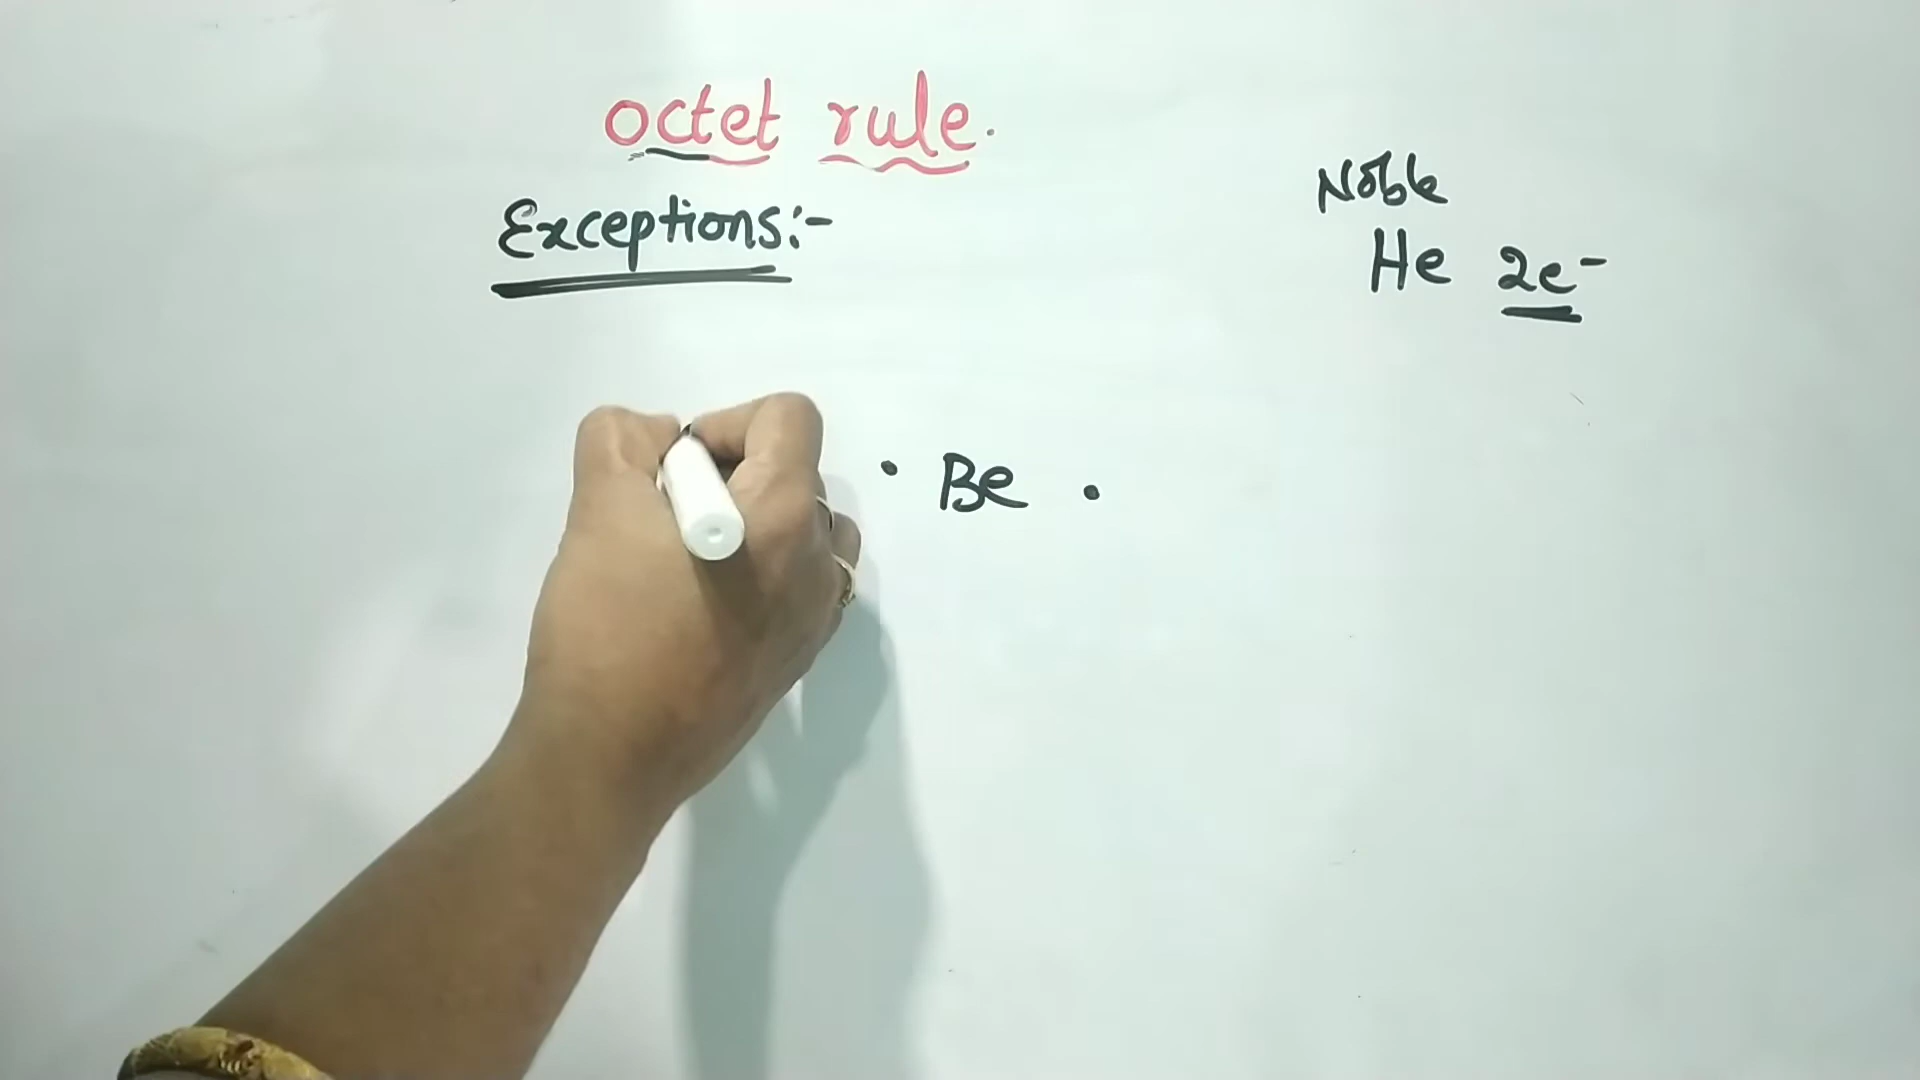 octet rule.
Exceptions:-
Noble
He 2e-
• Be •